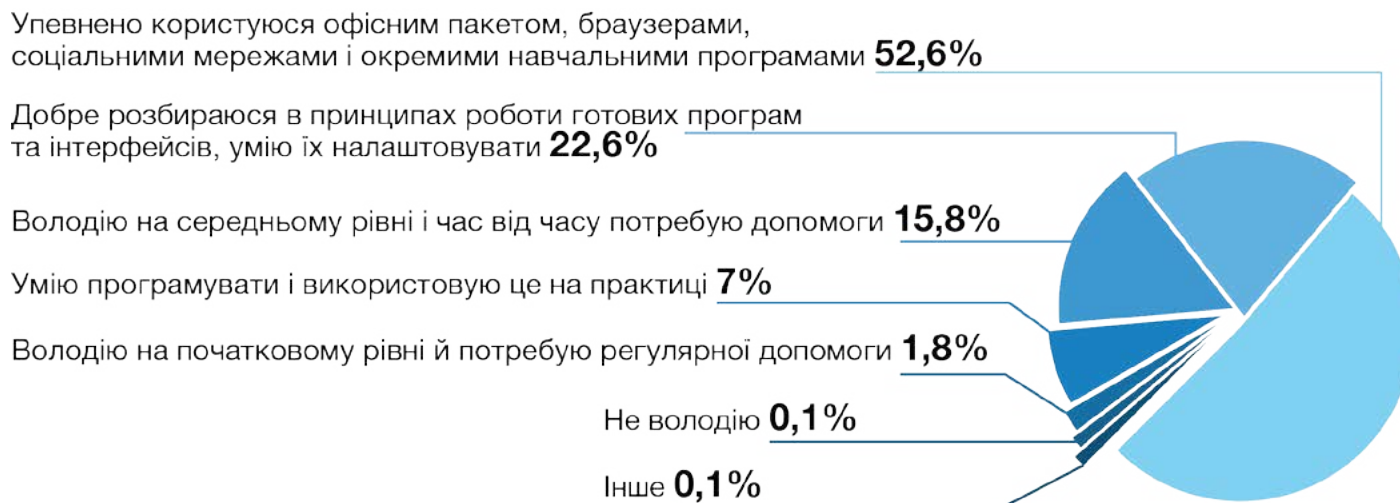 Упевнено користуюся офісним пакетом, браузерами,
соціальними мережами і окремими навчальними програмами 52,6%
Добре розбираюся в принципах роботи готових програм
та інтерфейсів, умію їх налаштовувати 22,6%
Володію на середньому рівні і час від часу потребую допомоги 15,8%
Умію програмувати і використовую це на практиці 7%
Володію на початковому рівні й потребую регулярної допомоги 1,8%
Не володію 0,1%
Інше 0,1%